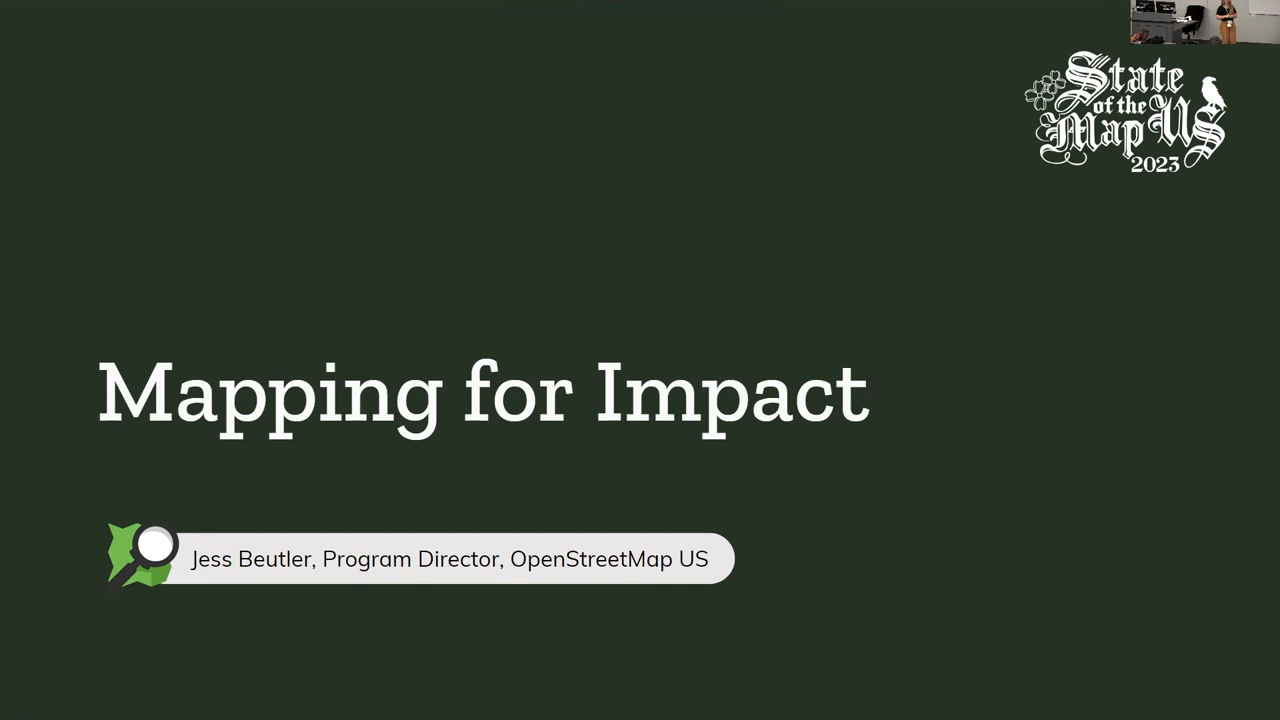 State
of the
Map US
2023
Mapping for Impact
Jess Beutler, Program Director, OpenStreetMap US